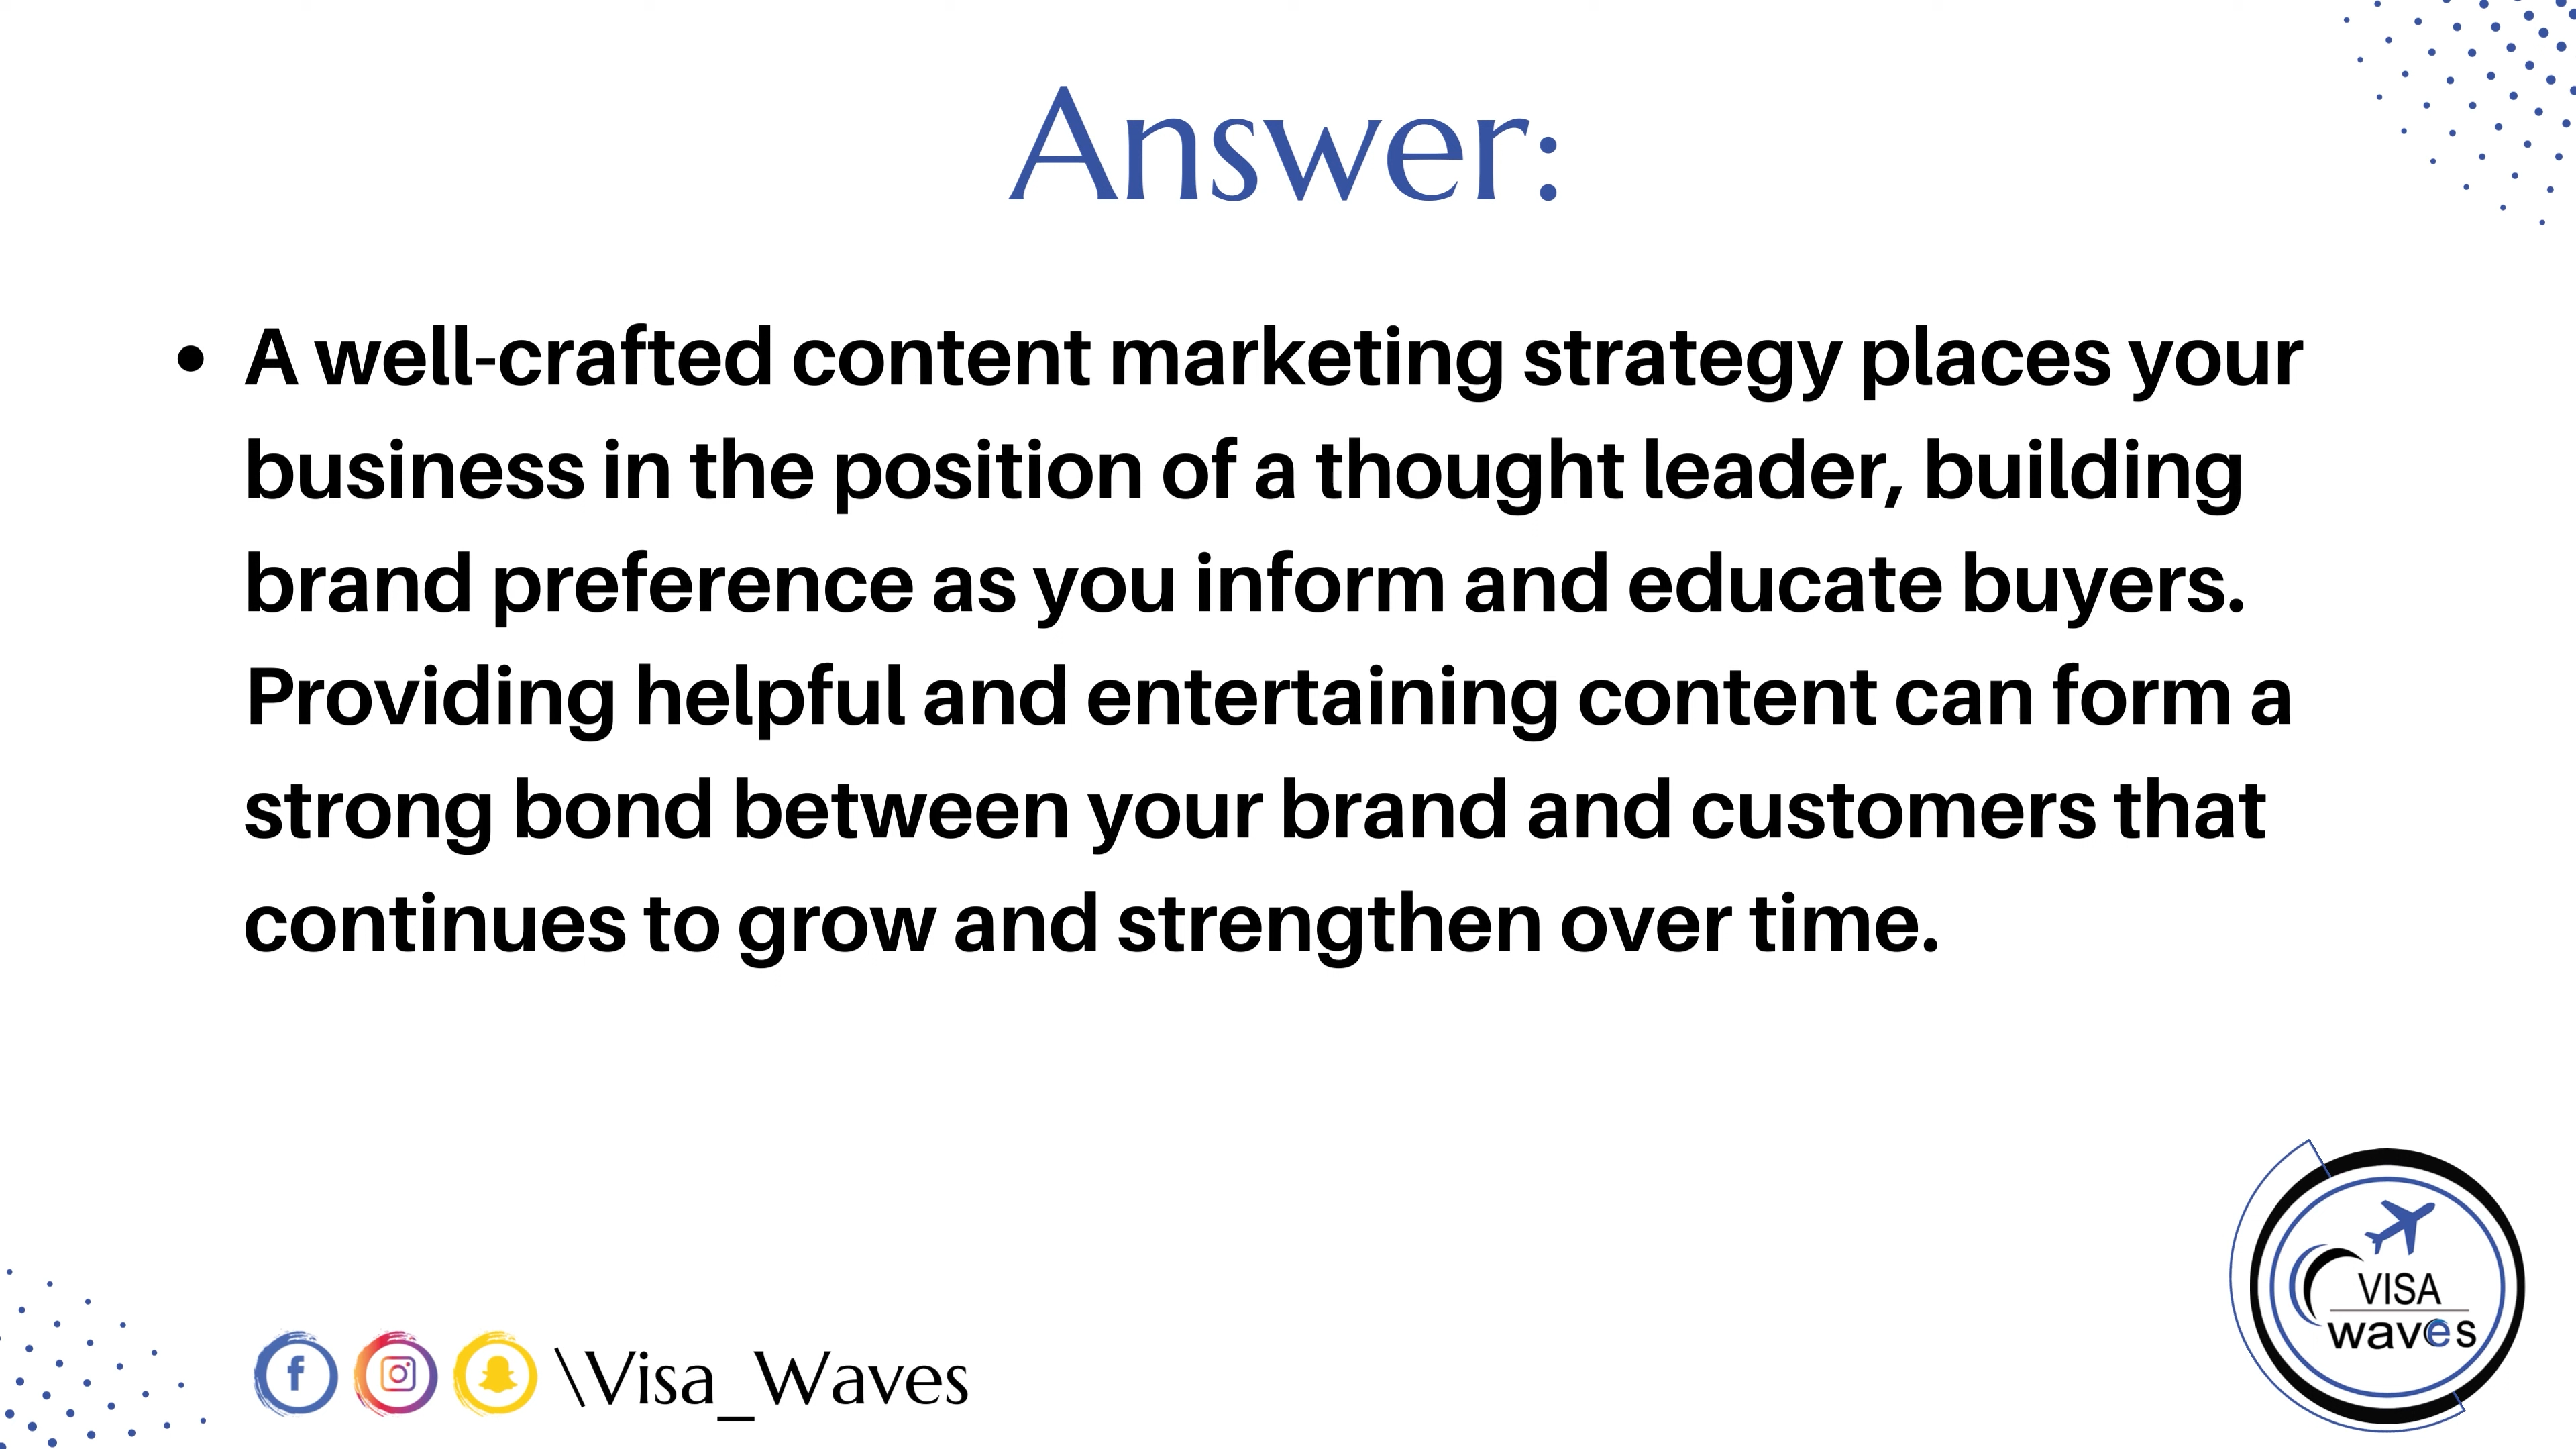 Answer:
• A well-crafted content marketing strategy places your
business in the position of a thought leader, building
brand preference as you inform and educate buyers.
Providing helpful and entertaining content can form a
strong bond between your brand and customers that
continues to grow and strengthen over time.
\Visa_Waves
VISA
waves